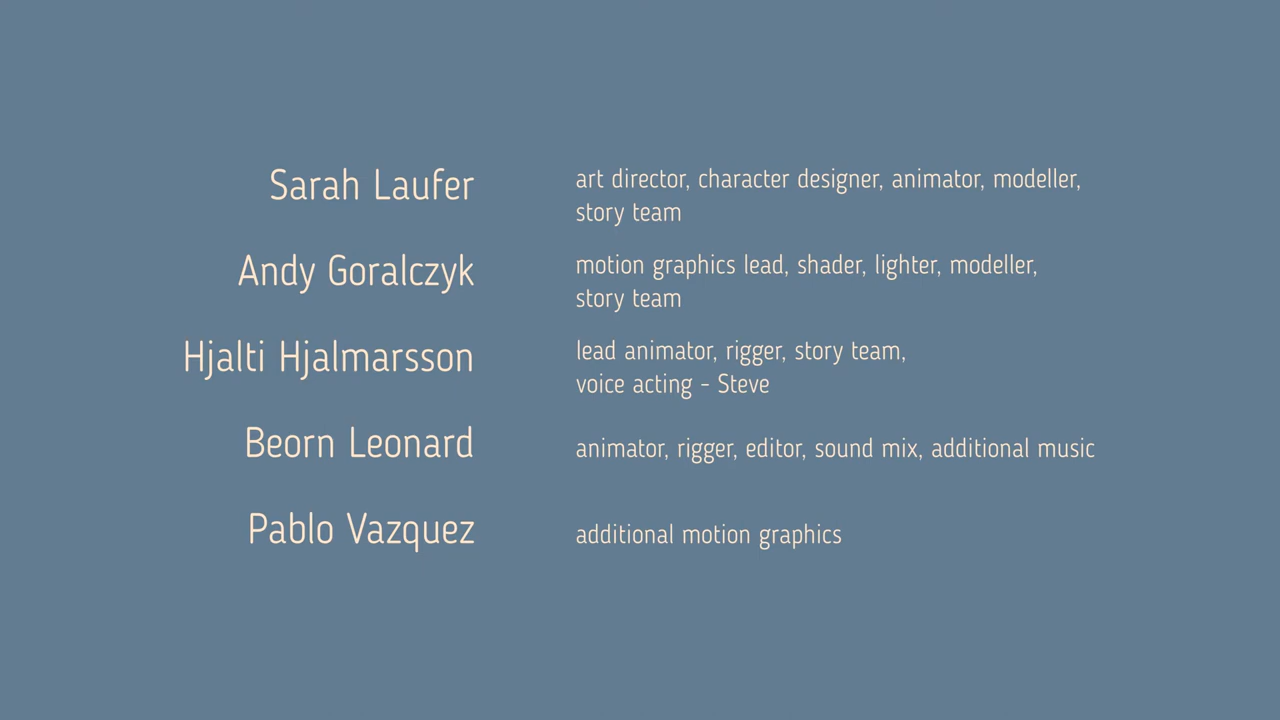 Sarah Laufer
art director, character designer, animator, modeller,
story team
Andy Goralczyk
motion graphics lead, shader, lighter, modeller,
story team
Hjalti Hjalmarsson
lead animator, rigger, story team,
voice acting - Steve
Beorn Leonard
animator, rigger, editor, sound mix, additional music
Pablo Vazquez
additional motion graphics